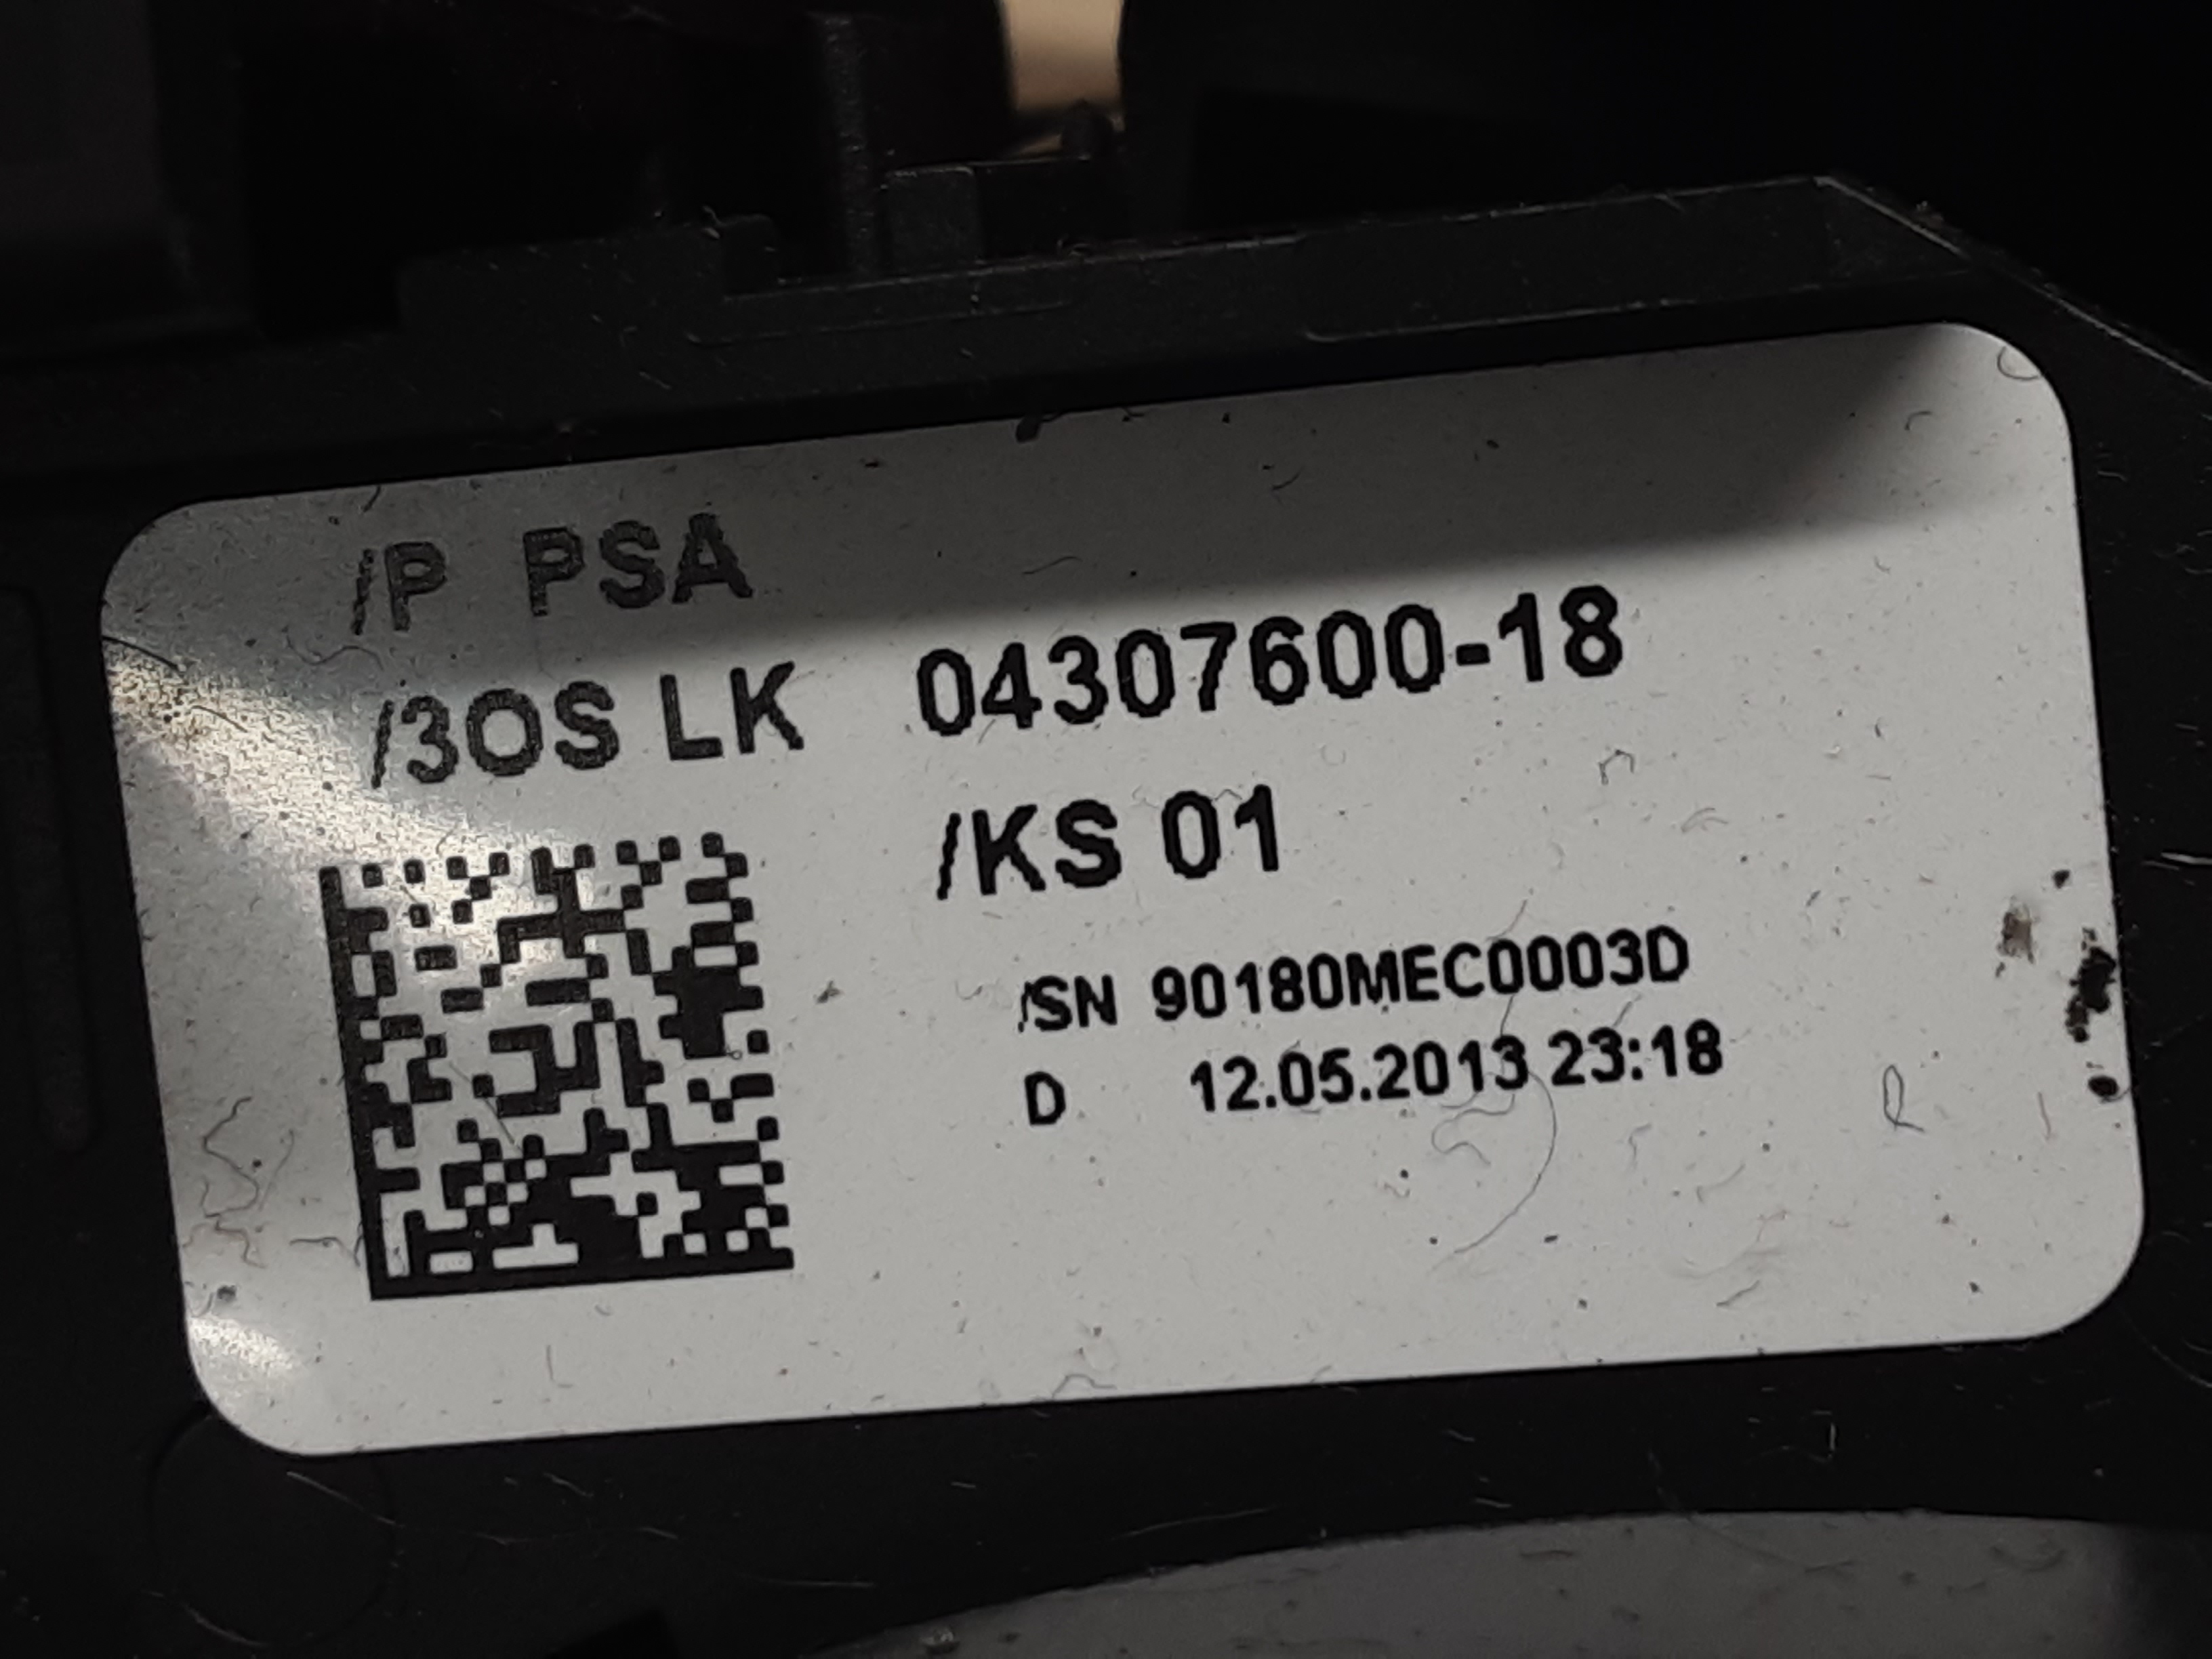 /P PSA
/3OS LK 04307600-18
/KS 01
/SN 90180MEC0003D
D 12.05.2013 23:18